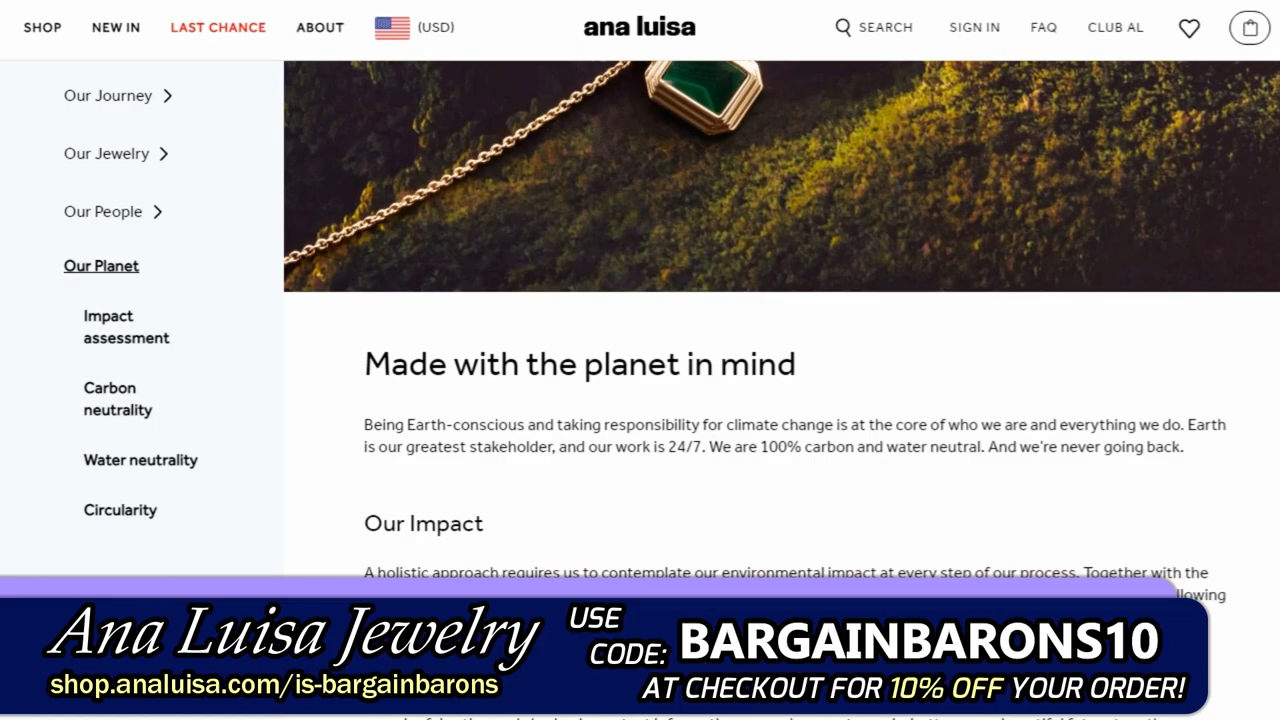 SHOP NEW IN LAST CHANCE ABOUT (USD) ana luisa SEARCH SIGN IN FAQ CLUB AL
Our Journey
Our Jewelry
Our People
Our Planet
Impact
assessment
Carbon
neutrality
Water neutrality
Circularity
Made with the planet in mind
Being Earth-conscious and taking responsibility for climate change is at the core of who we are and everything we do. Earth
is our greatest stakeholder, and our work is 24/7. We are 100% carbon and water neutral. And we're never going back.
Our Impact
A holistic approach requires us to contemplate our environmental impact at every step of our process. Together with the
Ana Luisa Jewelry
shop.analuisa.com/is-bargainbarons
USE
CODE: BARGAINBARONS10
AT CHECKOUT FOR 10% OFF YOUR ORDER!